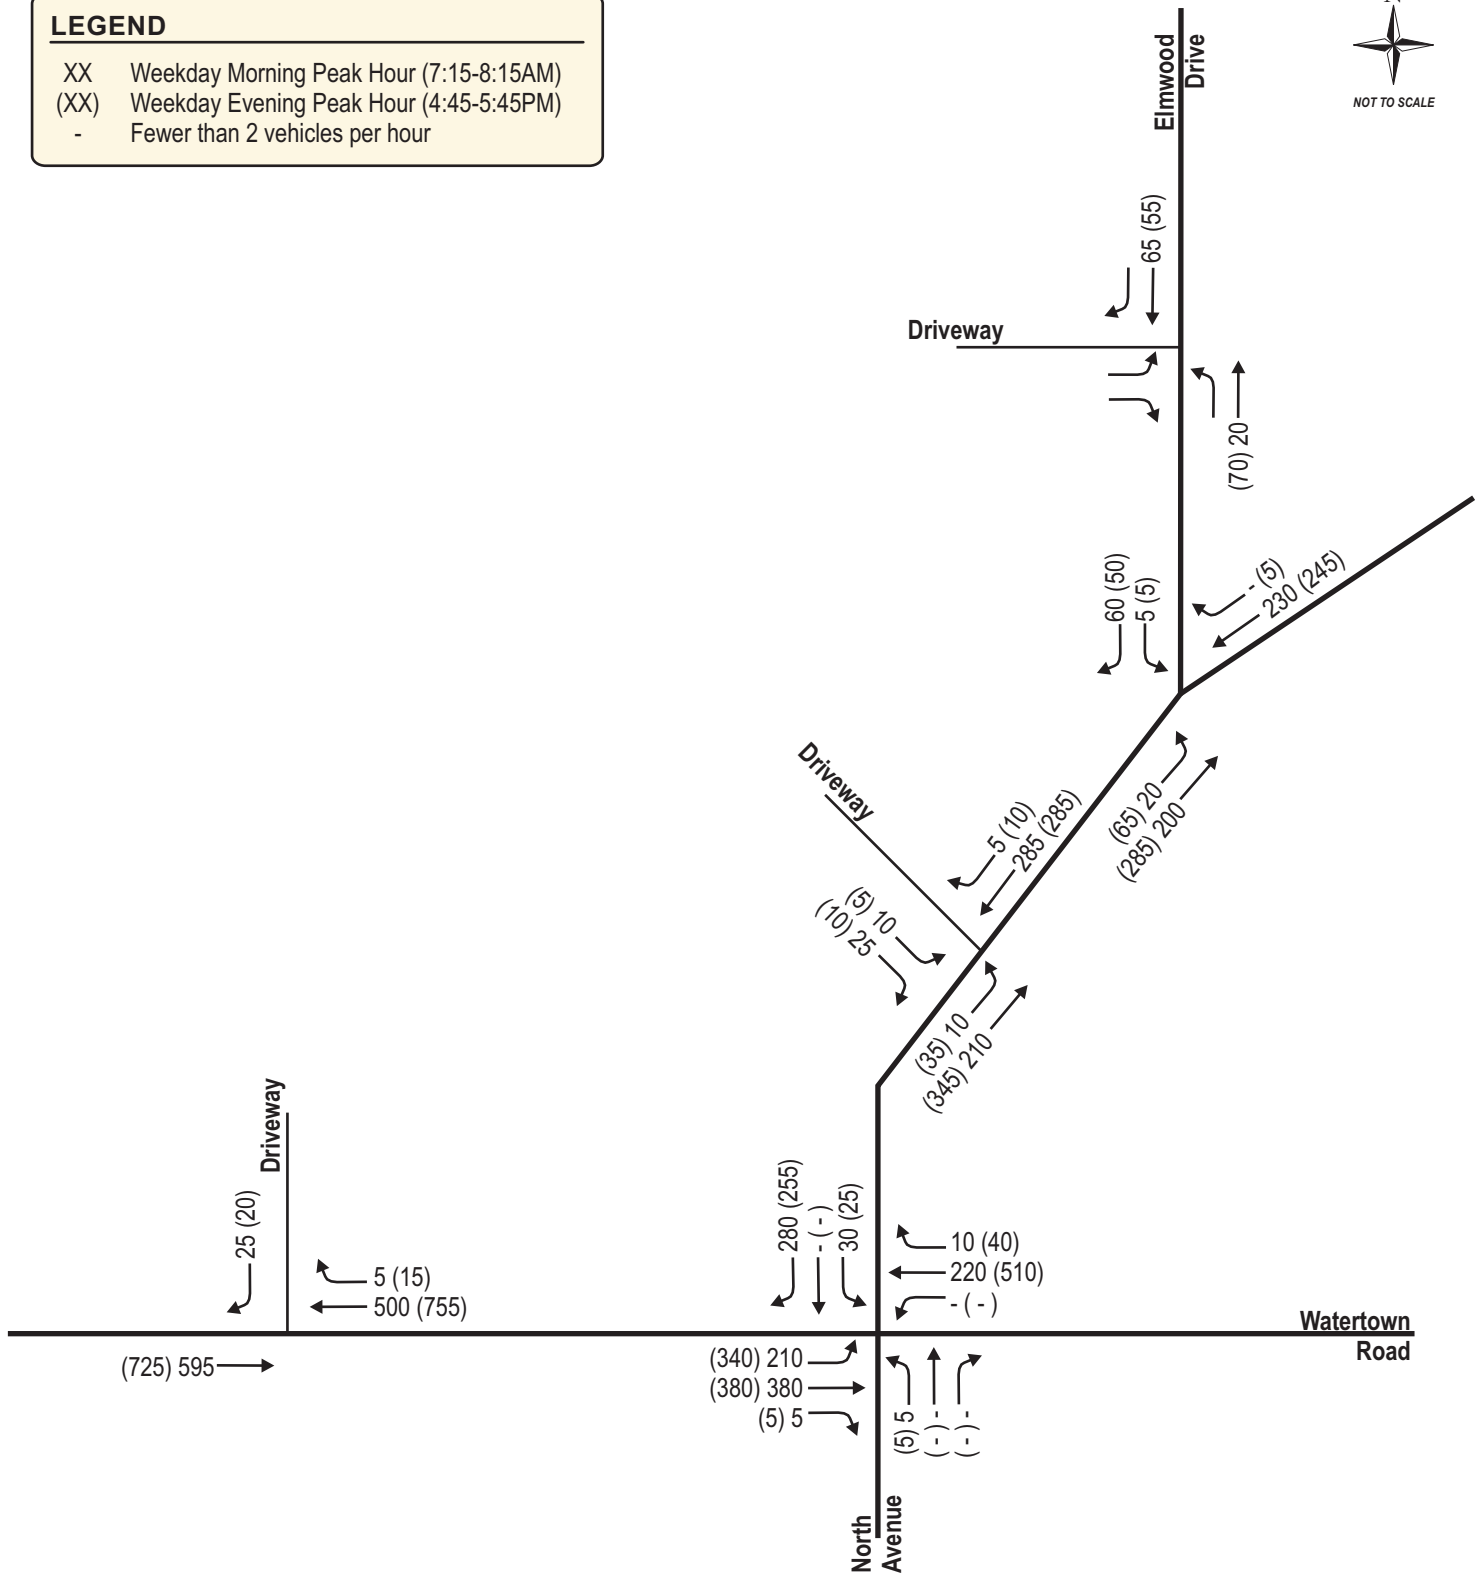 LEGEND
XX Weekday Morning Peak Hour (7:15-8:15AM)
(XX) Weekday Evening Peak Hour (4:45-5:45PM)
- Fewer than 2 vehicles per hour
N
NOT TO SCALE
Elmwood
Drive
65 (55)
Driveway
(70) 20
60 (50)
5 (5)
- (5)
230 (245)
(65) 20
(285) 200
Driveway
5 (10)
285 (285)
(5) 10
(10) 25
(35) 10
(345) 210
Driveway
25 (20)
5 (15)
500 (755)
(725) 595
280 (255)
- ( - )
30 (25)
10 (40)
220 (510)
- ( - )
Watertown
Road
(340) 210
(380) 380
(5) 5
(5) 5
( - ) -
( - ) -
North
Avenue